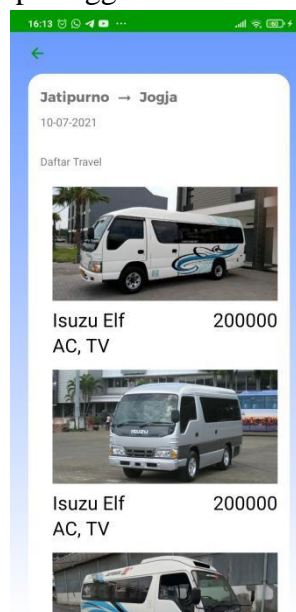 16:13
Jatipurno → Jogja
10-07-2021
Daftar Travel
Isuzu Elf 200000
AC, TV
ISUZU
Isuzu Elf 200000
AC, TV